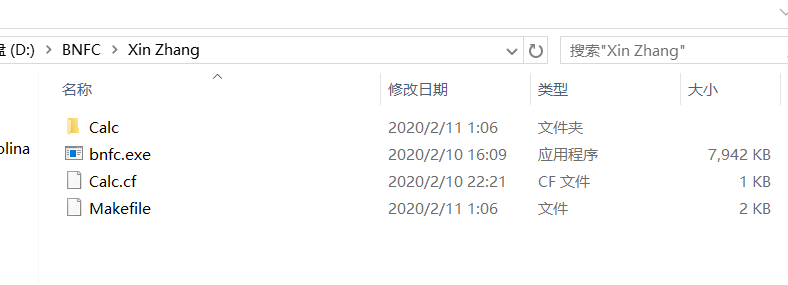 盘 (D:) > BNFC > Xin Zhang
搜索"Xin Zhang"
名称 修改日期 类型 大小
Calc 2020/2/11 1:06 文件夹
olina
bnfc.exe 2020/2/10 16:09 应用程序 7,942 KB
Calc.cf 2020/2/10 22:21 CF 文件 1 KB
Makefile 2020/2/11 1:06 文件 2 KB